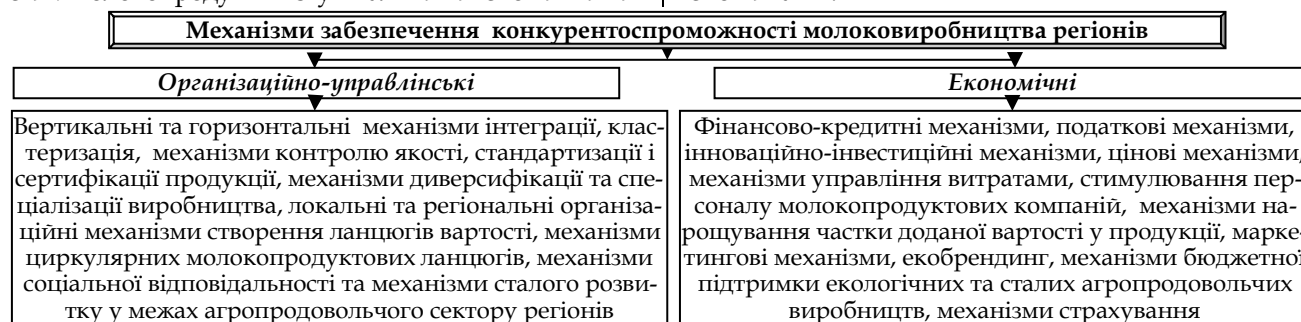 Механізми забезпечення конкурентоспроможності молоковиробництва регіонів
Організаційно-управлінські
Вертикальні та горизонтальні механізми інтеграції, клас-
теризація, механізми контролю якості, стандартизації і
сертифікації продукції, механізми диверсифікації та спе-
ціалізації виробництва, локальні та регіональні організа-
ційні механізми створення ланцюгів вартості, механізми
циркулярних молокопродуктових ланцюгів, механізми
соціальної відповідальності та механізми сталого розви-
тку у межах агропродовольчого сектору регіонів
Економічні
Фінансово-кредитні механізми, податкові механізми,
інноваційно-інвестиційні механізми, цінові механізми,
механізми управління витратами, стимулювання пер-
соналу молокопродуктових компаній, механізми на-
рощування частки доданої вартості у продукції, марке-
тингові механізми, екобрендинг, механізми бюджетної
підтримки екологічних та сталих агропродовольчих
виробництв, механізми страхування